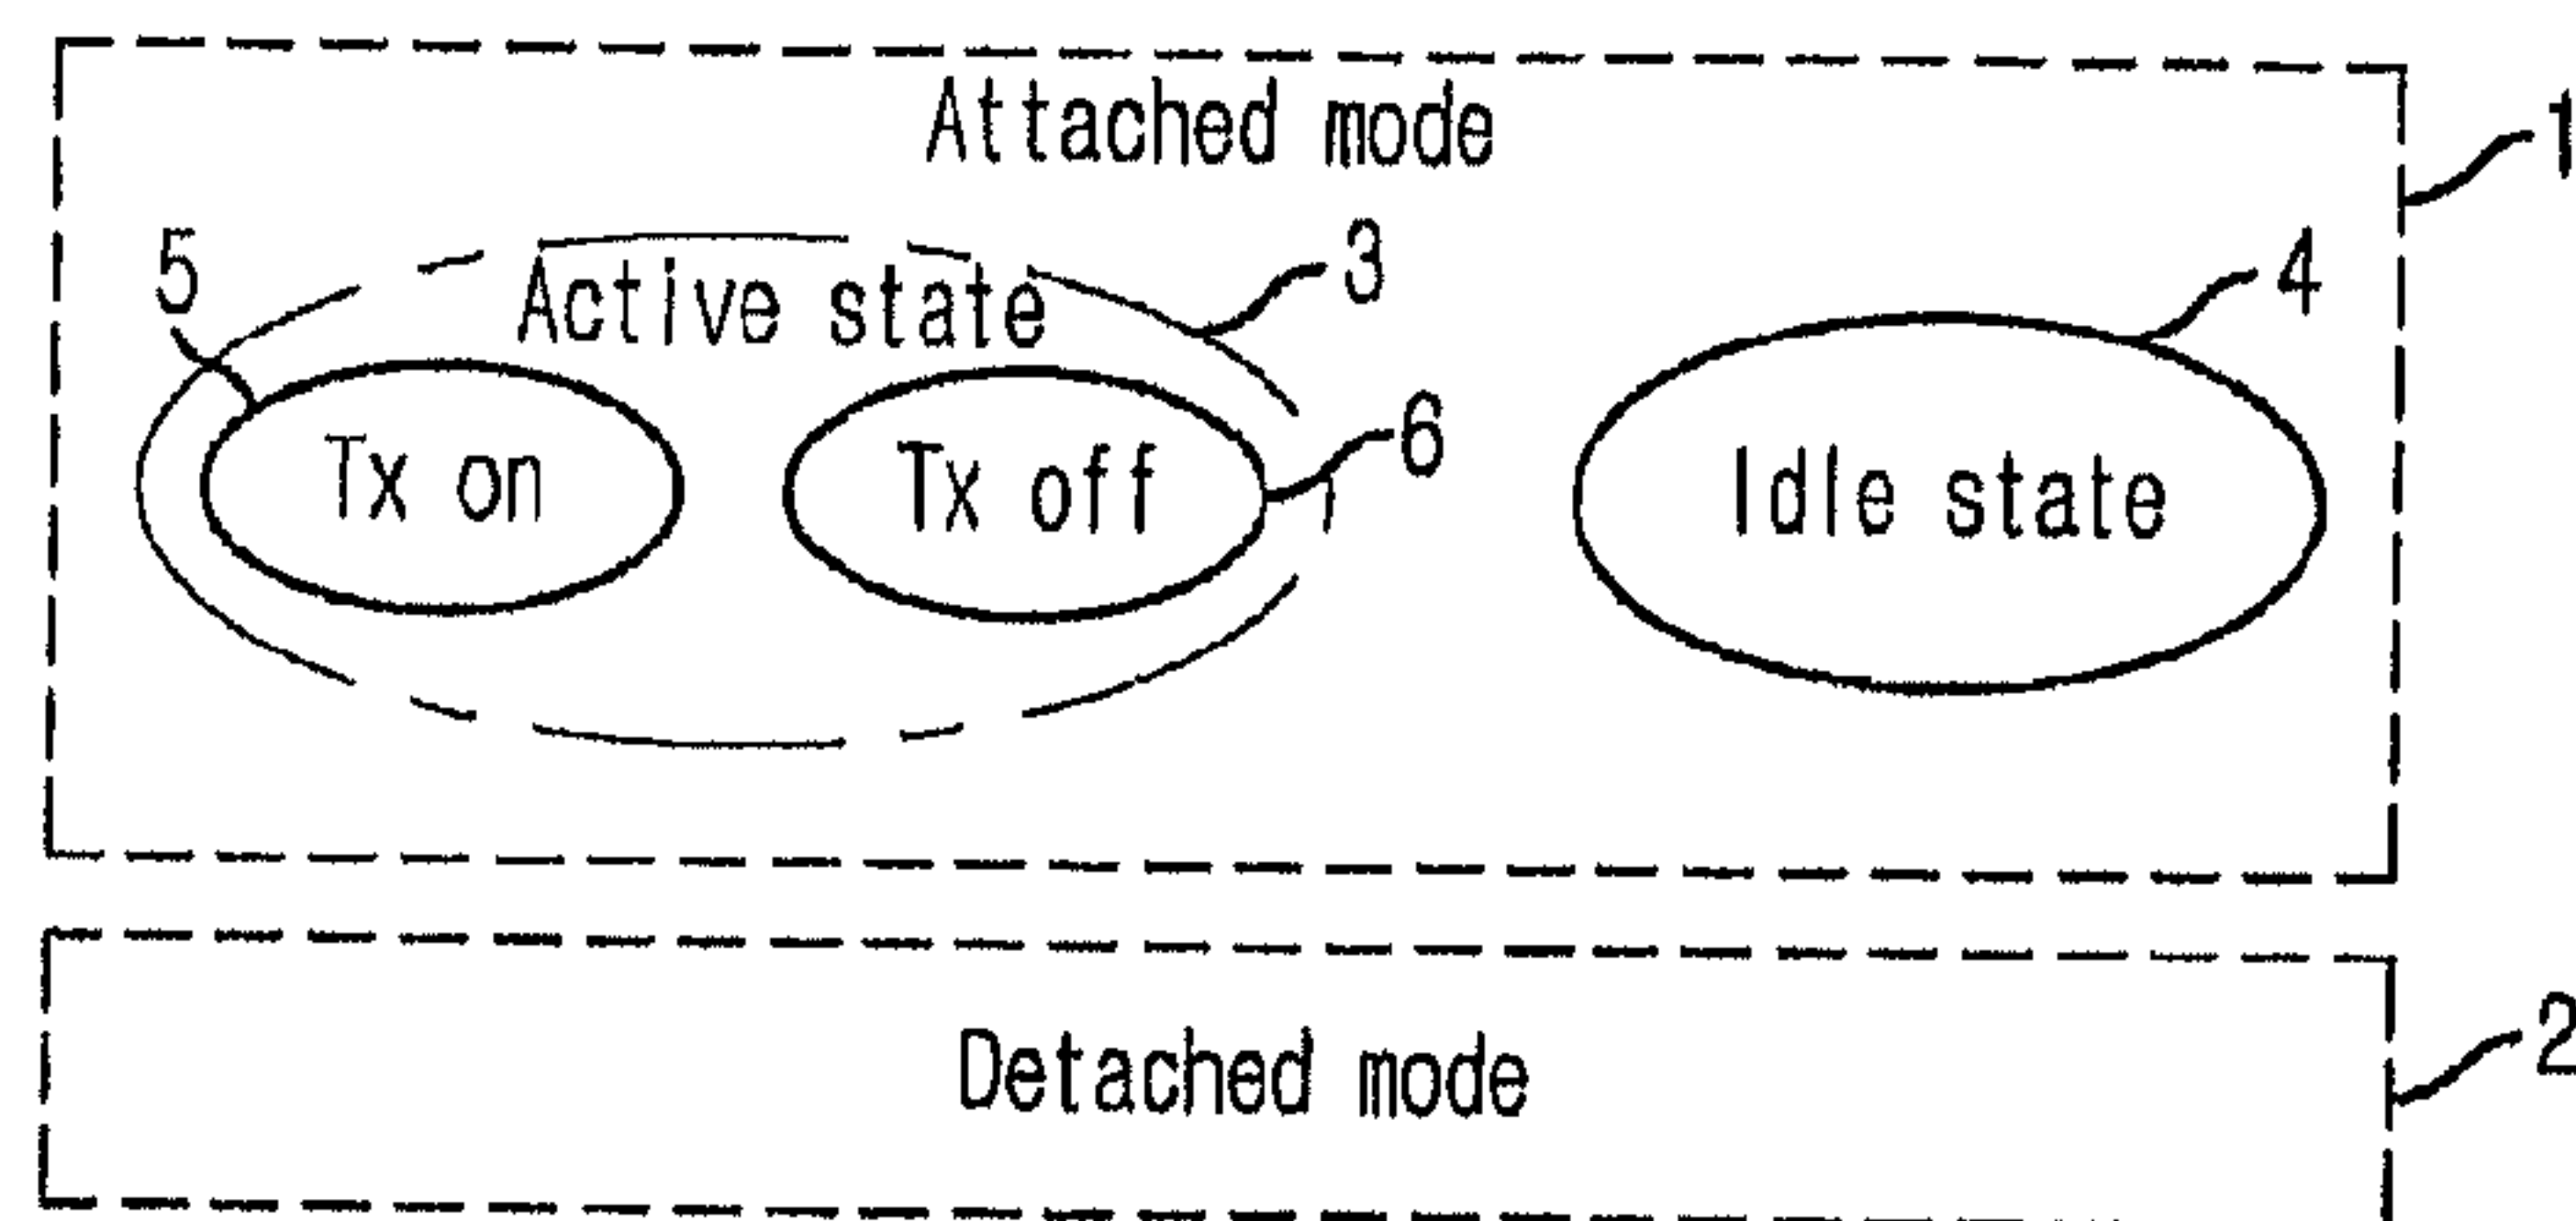 Attached mode
1
5
Active state
3
4
Tx on
Tx off
6
Idle state
Detached mode
2